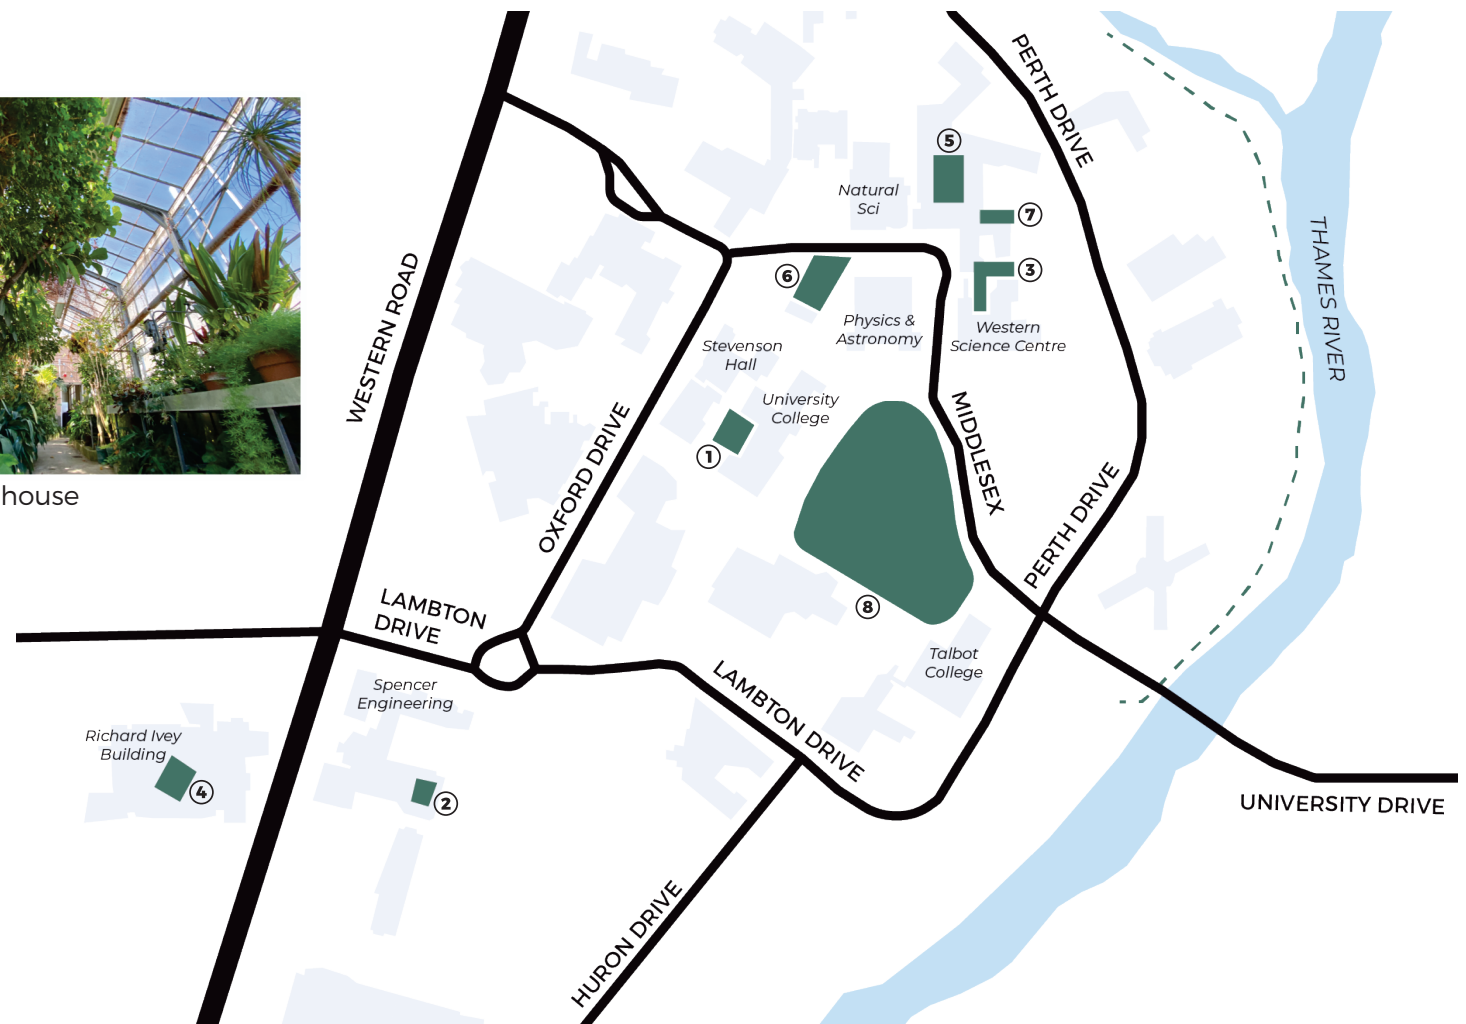 PERTH DRIVE
5
Natural
Sci
7
THAMES RIVER
WESTERN ROAD
6
3
Physics &
Astronomy
Western
Science Centre
Stevenson
Hall
University
College
MIDDLESEX
1
OXFORD DRIVE
house
PERTH DRIVE
LAMBTON
DRIVE
8
Talbot
College
LAMBTON DRIVE
Spencer
Engineering
Richard Ivey
Building
4
2
UNIVERSITY DRIVE
HURON DRIVE